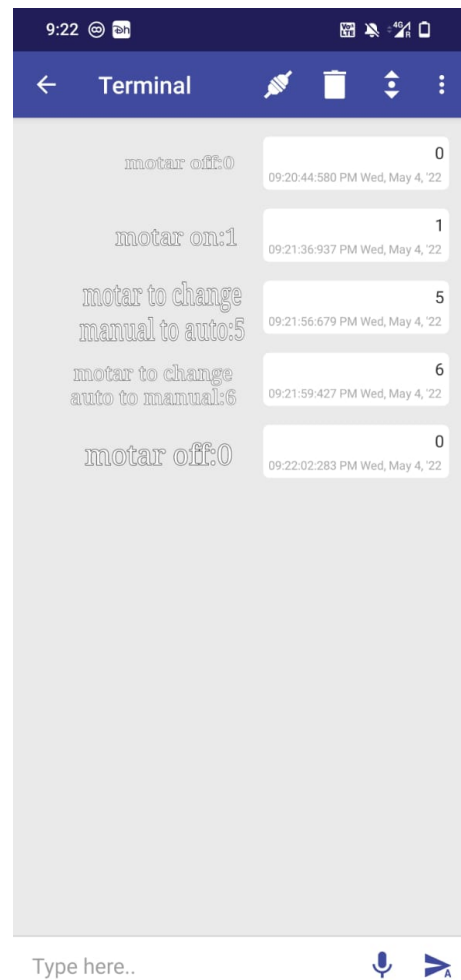 9:22
Terminal
motar off:0
0
09:20:44:580 PM Wed, May 4, '22
motar on:1
1
09:21:36:937 PM Wed, May 4, '22
motar to change
manual to auto:5
5
09:21:56:679 PM Wed, May 4, '22
motar to change
auto to manual:6
6
09:21:59:427 PM Wed, May 4, '22
motar off:0
0
09:22:02:283 PM Wed, May 4, '22
Type here..